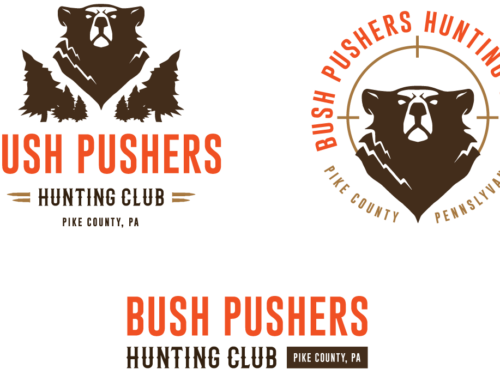 USH PUSHERS
HUNTING CLUB
PIKE COUNTY, PA
BUSH PUSHERS HUNTING
PIKE COUNTY
PENNSLYVAN
BUSH PUSHERS
HUNTING CLUB PIKE COUNTY, PA